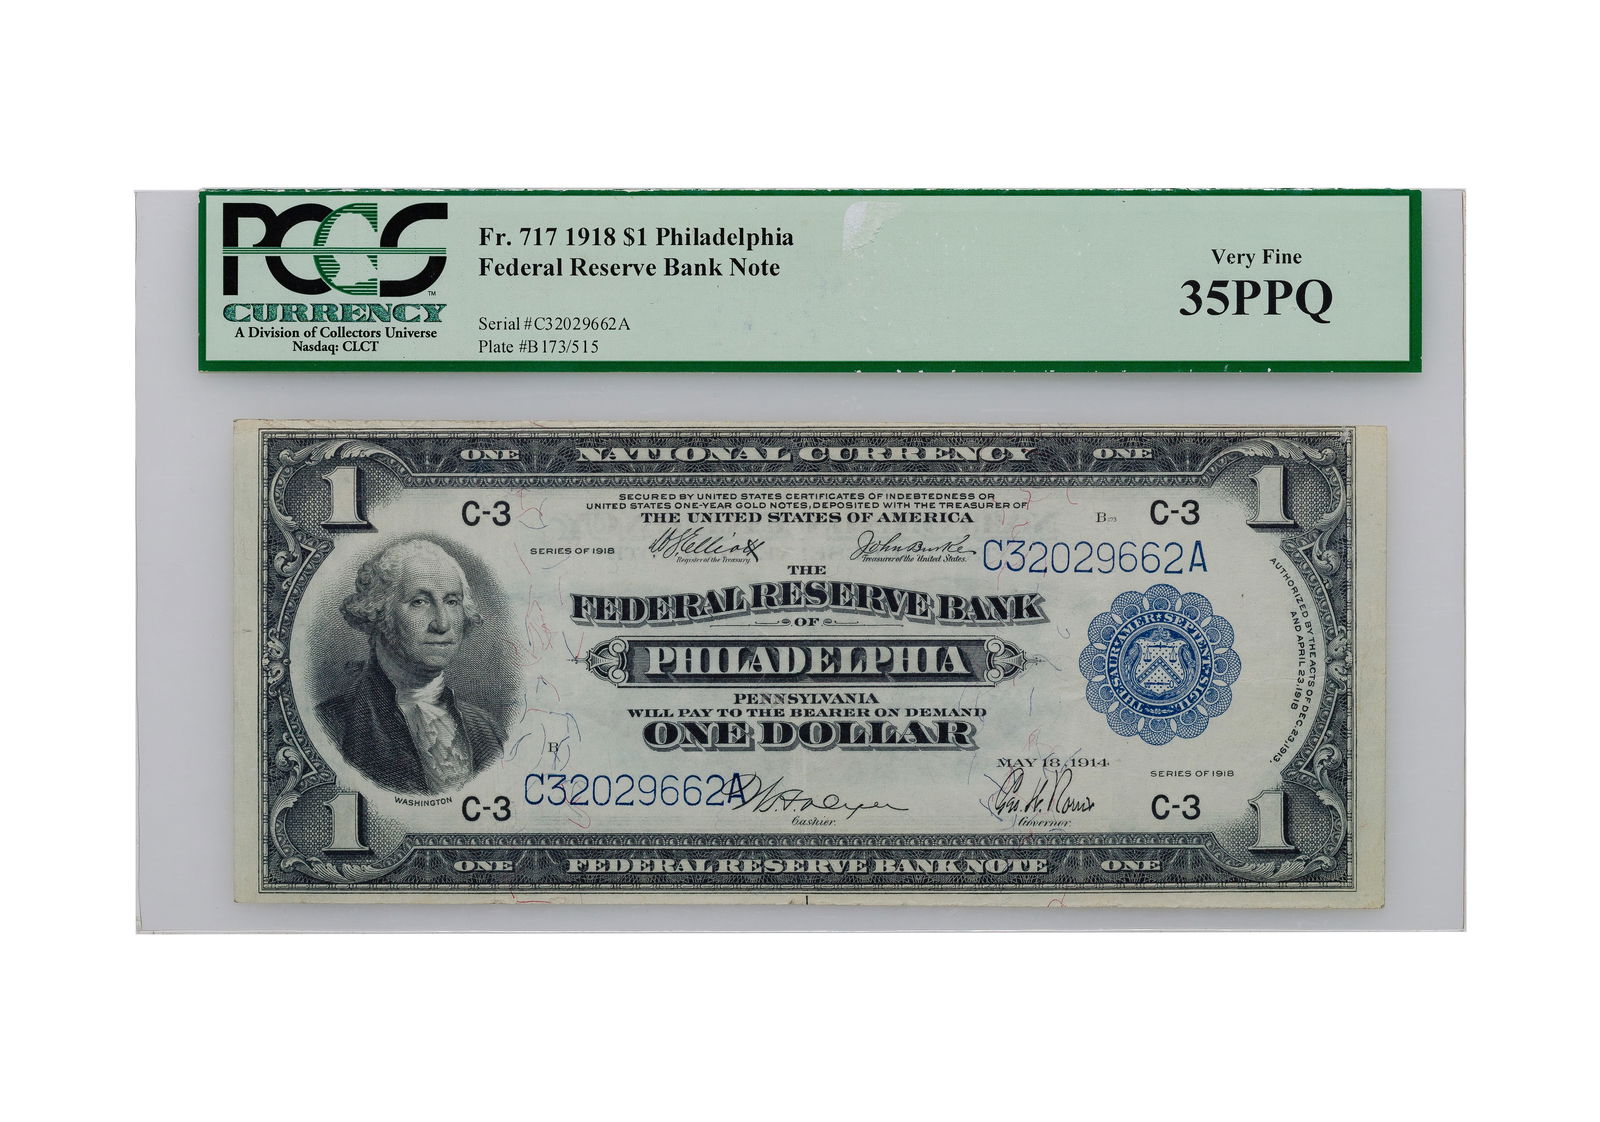 PCGS™
CURRENCY
A Division of Collectors Universe
Nasdaq: CLCT
Fr. 717 1918 $1 Philadelphia
Federal Reserve Bank Note
Serial #C32029662A
Plate #B173/515
Very Fine
35PPQ
ONE NATIONAL CURRENCY ONE
1 1
SECURED BY UNITED STATES CERTIFICATES OF INDEBTEDNESS OR
UNITED STATES ONE-YEAR GOLD NOTES, DEPOSITED WITH THE TREASURER OF
THE UNITED STATES OF AMERICA
C-3 B173 C-3
SERIES OF 1918
Register of the Treasury.
John Burke
Treasurer of the United States.
C32029662A
THE
FEDERAL RESERVE BANK
OF
PHILADELPHIA
PENNSYLVANIA
WILL PAY TO THE BEARER ON DEMAND
ONE DOLLAR
AUTHORIZED BY THE ACTS OF DEC. 23, 1913,
AND APRIL 23, 1918
B
MAY 18, 1914
SERIES OF 1918
C32029662A
WASHINGTON
C-3 C-3
Cashier.
Geo. W. Norris
Governor.
1 1
ONE FEDERAL RESERVE BANK NOTE ONE